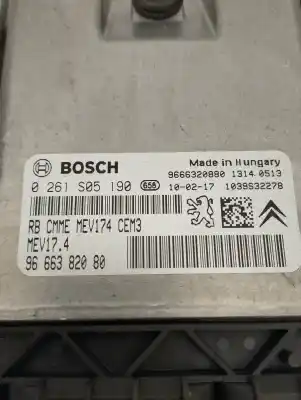 BOSCH
Made in Hungary
9666320880 1314.0513
0 261 S05 190 656 10-02-17 1039S32278
RB CMME MEV174 CEM3
MEV17.4
96 663 820 80